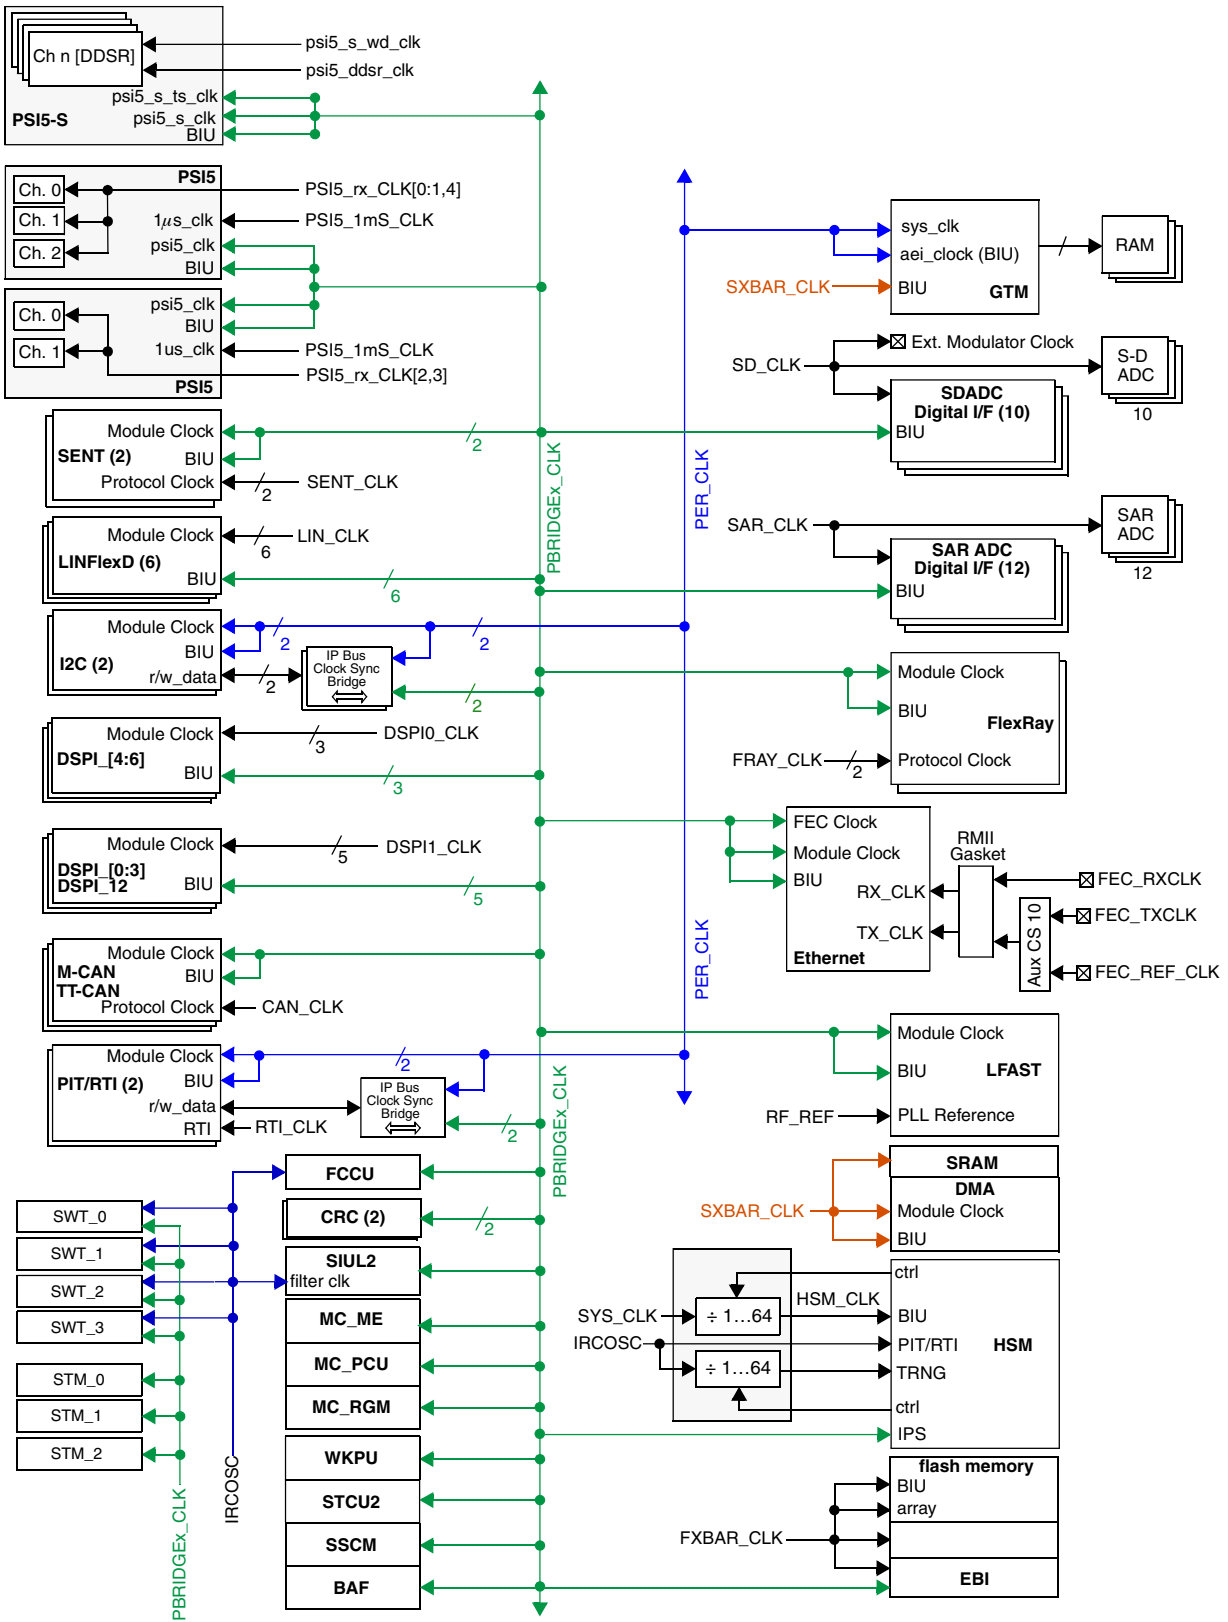 Ch n [DDSR]
psi5_s_wd_clk
psi5_ddsr_clk
psi5_s_ts_clk
PSI5-S
psi5_s_clk
BIU
PSI5
Ch. 0
PSI5_rx_CLK[0:1,4]
Ch. 1
1μs_clk
PSI5_1mS_CLK
Ch. 2
psi5_clk
BIU
psi5_clk
Ch. 0
BIU
Ch. 1
1us_clk
PSI5_1mS_CLK
PSI5_rx_CLK[2,3]
PSI5
Module Clock
SENT (2)
BIU
2
Protocol Clock
2
SENT_CLK
Module Clock
LIN_CLK
6
LINFlexD (6)
BIU
6
Module Clock
I2C (2)
BIU
2
2
r/w_data
2
IP Bus
Clock Sync
Bridge
2
Module Clock
DSPI0_CLK
3
DSPI_[4:6]
BIU
3
Module Clock
DSPI1_CLK
5
DSPI_[0:3]
DSPI_12
BIU
5
Module Clock
M-CAN
BIU
TT-CAN
Protocol Clock
CAN_CLK
Module Clock
2
PIT/RTI (2)
BIU
r/w_data
RTI
RTI_CLK
IP Bus
Clock Sync
Bridge
2
PBRIDGEx_CLK
PBRIDGEx_CLK
PER_CLK
PER_CLK
sys_clk
aei_clock (BIU)
SXBAR_CLK
BIU
GTM
RAM
Ext. Modulator Clock
SD_CLK
S-D
ADC
10
SDADC
Digital I/F (10)
BIU
SAR_CLK
SAR
ADC
12
SAR ADC
Digital I/F (12)
BIU
Module Clock
BIU
FlexRay
FRAY_CLK
2
Protocol Clock
FEC Clock
Module Clock
BIU
RX_CLK
TX_CLK
Ethernet
RMII
Gasket
FEC_RXCLK
Aux CS 10
FEC_TXCLK
FEC_REF_CLK
Module Clock
BIU
LFAST
RF_REF
PLL Reference
SRAM
DMA
SXBAR_CLK
Module Clock
BIU
ctrl
SYS_CLK
÷ 1...64
HSM_CLK
BIU
IRCOSC
PIT/RTI
HSM
÷ 1...64
TRNG
ctrl
IPS
flash memory
BIU
array
FXBAR_CLK
EBI
FCCU
CRC (2)
2
SIUL2
filter clk
MC_ME
MC_PCU
MC_RGM
WKPU
STCU2
SSCM
BAF
SWT_0
SWT_1
SWT_2
SWT_3
STM_0
STM_1
STM_2
PBRIDGEx_CLK
IRCOSC